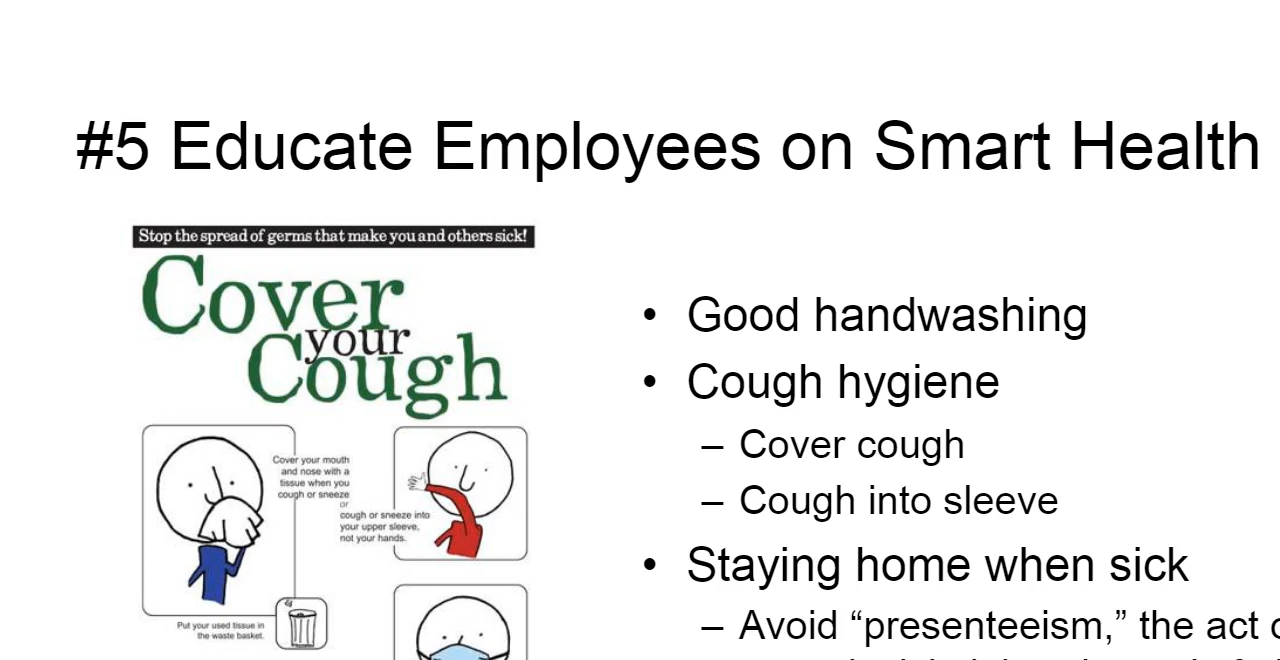 #5 Educate Employees on Smart Health
Stop the spread of germs that make you and others sick!
Cover
your
Cough
Cover your mouth
and nose with a
tissue when you
cough or sneeze
or
cough or sneeze into
your upper sleeve,
not your hands.
Put your used tissue in
the waste basket.
• Good handwashing
• Cough hygiene
– Cover cough
– Cough into sleeve
• Staying home when sick
– Avoid “presenteeism,” the act